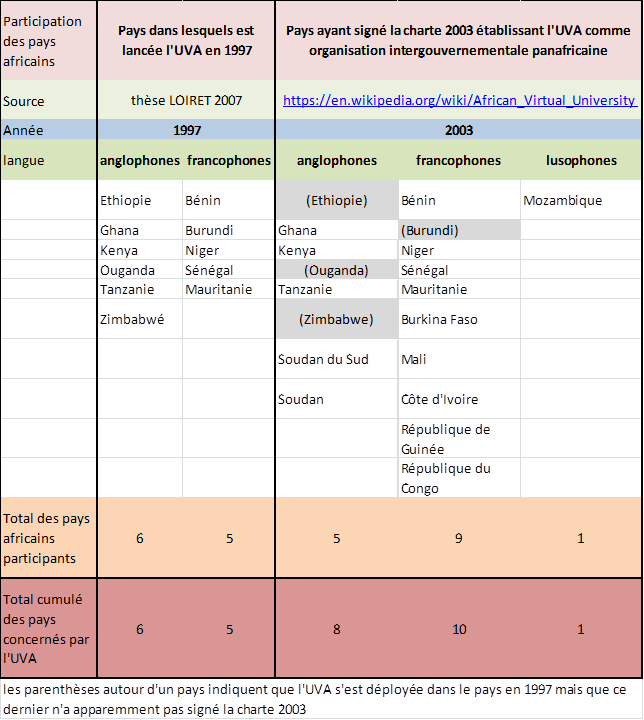 Participation des pays africains
Pays dans lesquels est lancée l'UVA en 1997
Pays ayant signé la charte 2003 établissant l'UVA comme organisation intergouvernementale panafricaine
Source
thèse LOIRET 2007
https://en.wikipedia.org/wiki/African_Virtual_University
Année
1997
2003
langue
anglophones francophones anglophones francophones lusophones
Ethiopie Bénin (Ethiopie) Bénin Mozambique
Ghana Burundi Ghana (Burundi)
Kenya Niger Kenya Niger
Ouganda Sénégal (Ouganda) Sénégal
Tanzanie Mauritanie Tanzanie Mauritanie
Zimbabwé (Zimbabwe) Burkina Faso
Soudan du Sud Mali
Soudan Côte d'Ivoire
République de Guinée
République du Congo
Total des pays africains participants
6 5 5 9 1
Total cumulé des pays concernés par l'UVA
6 5 8 10 1
les parenthèses autour d'un pays indiquent que l'UVA s'est déployée dans le pays en 1997 mais que ce
dernier n'a apparemment pas signé la charte 2003